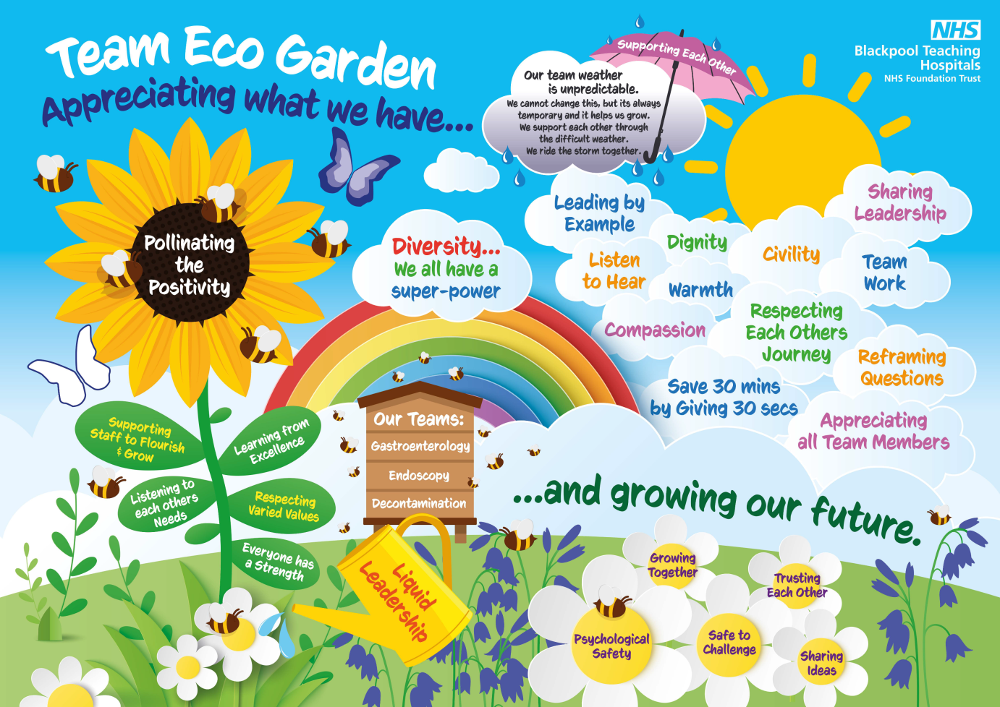 Team Eco Garden
Appreciating what we have...
NHS
Blackpool Teaching
Hospitals
NHS Foundation Trust
Supporting Each Other
Our team weather
is unpredictable.
We cannot change this, but its always
temporary and it helps us grow.
We support each other through
the difficult weather.
We ride the storm together.
Pollinating
the
Positivity
Diversity...
We all have a
super-power
Leading by
Example
Dignity
Listen
to Hear
Warmth
Civility
Sharing
Leadership
Team
Work
Compassion
Respecting
Each Others
Journey
Reframing
Questions
Save 30 mins
by Giving 30 secs
Appreciating
all Team Members
Supporting
Staff to Flourish
& Grow
Learning from
Excellence
Listening to
each others
Needs
Respecting
Varied Values
Everyone has
a Strength
Our Teams:
Gastroenterology
Endoscopy
Decontamination
Liquid
Leadership
...and growing our future.
Growing
Together
Trusting
Each Other
Psychological
Safety
Safe to
Challenge
Sharing
Ideas